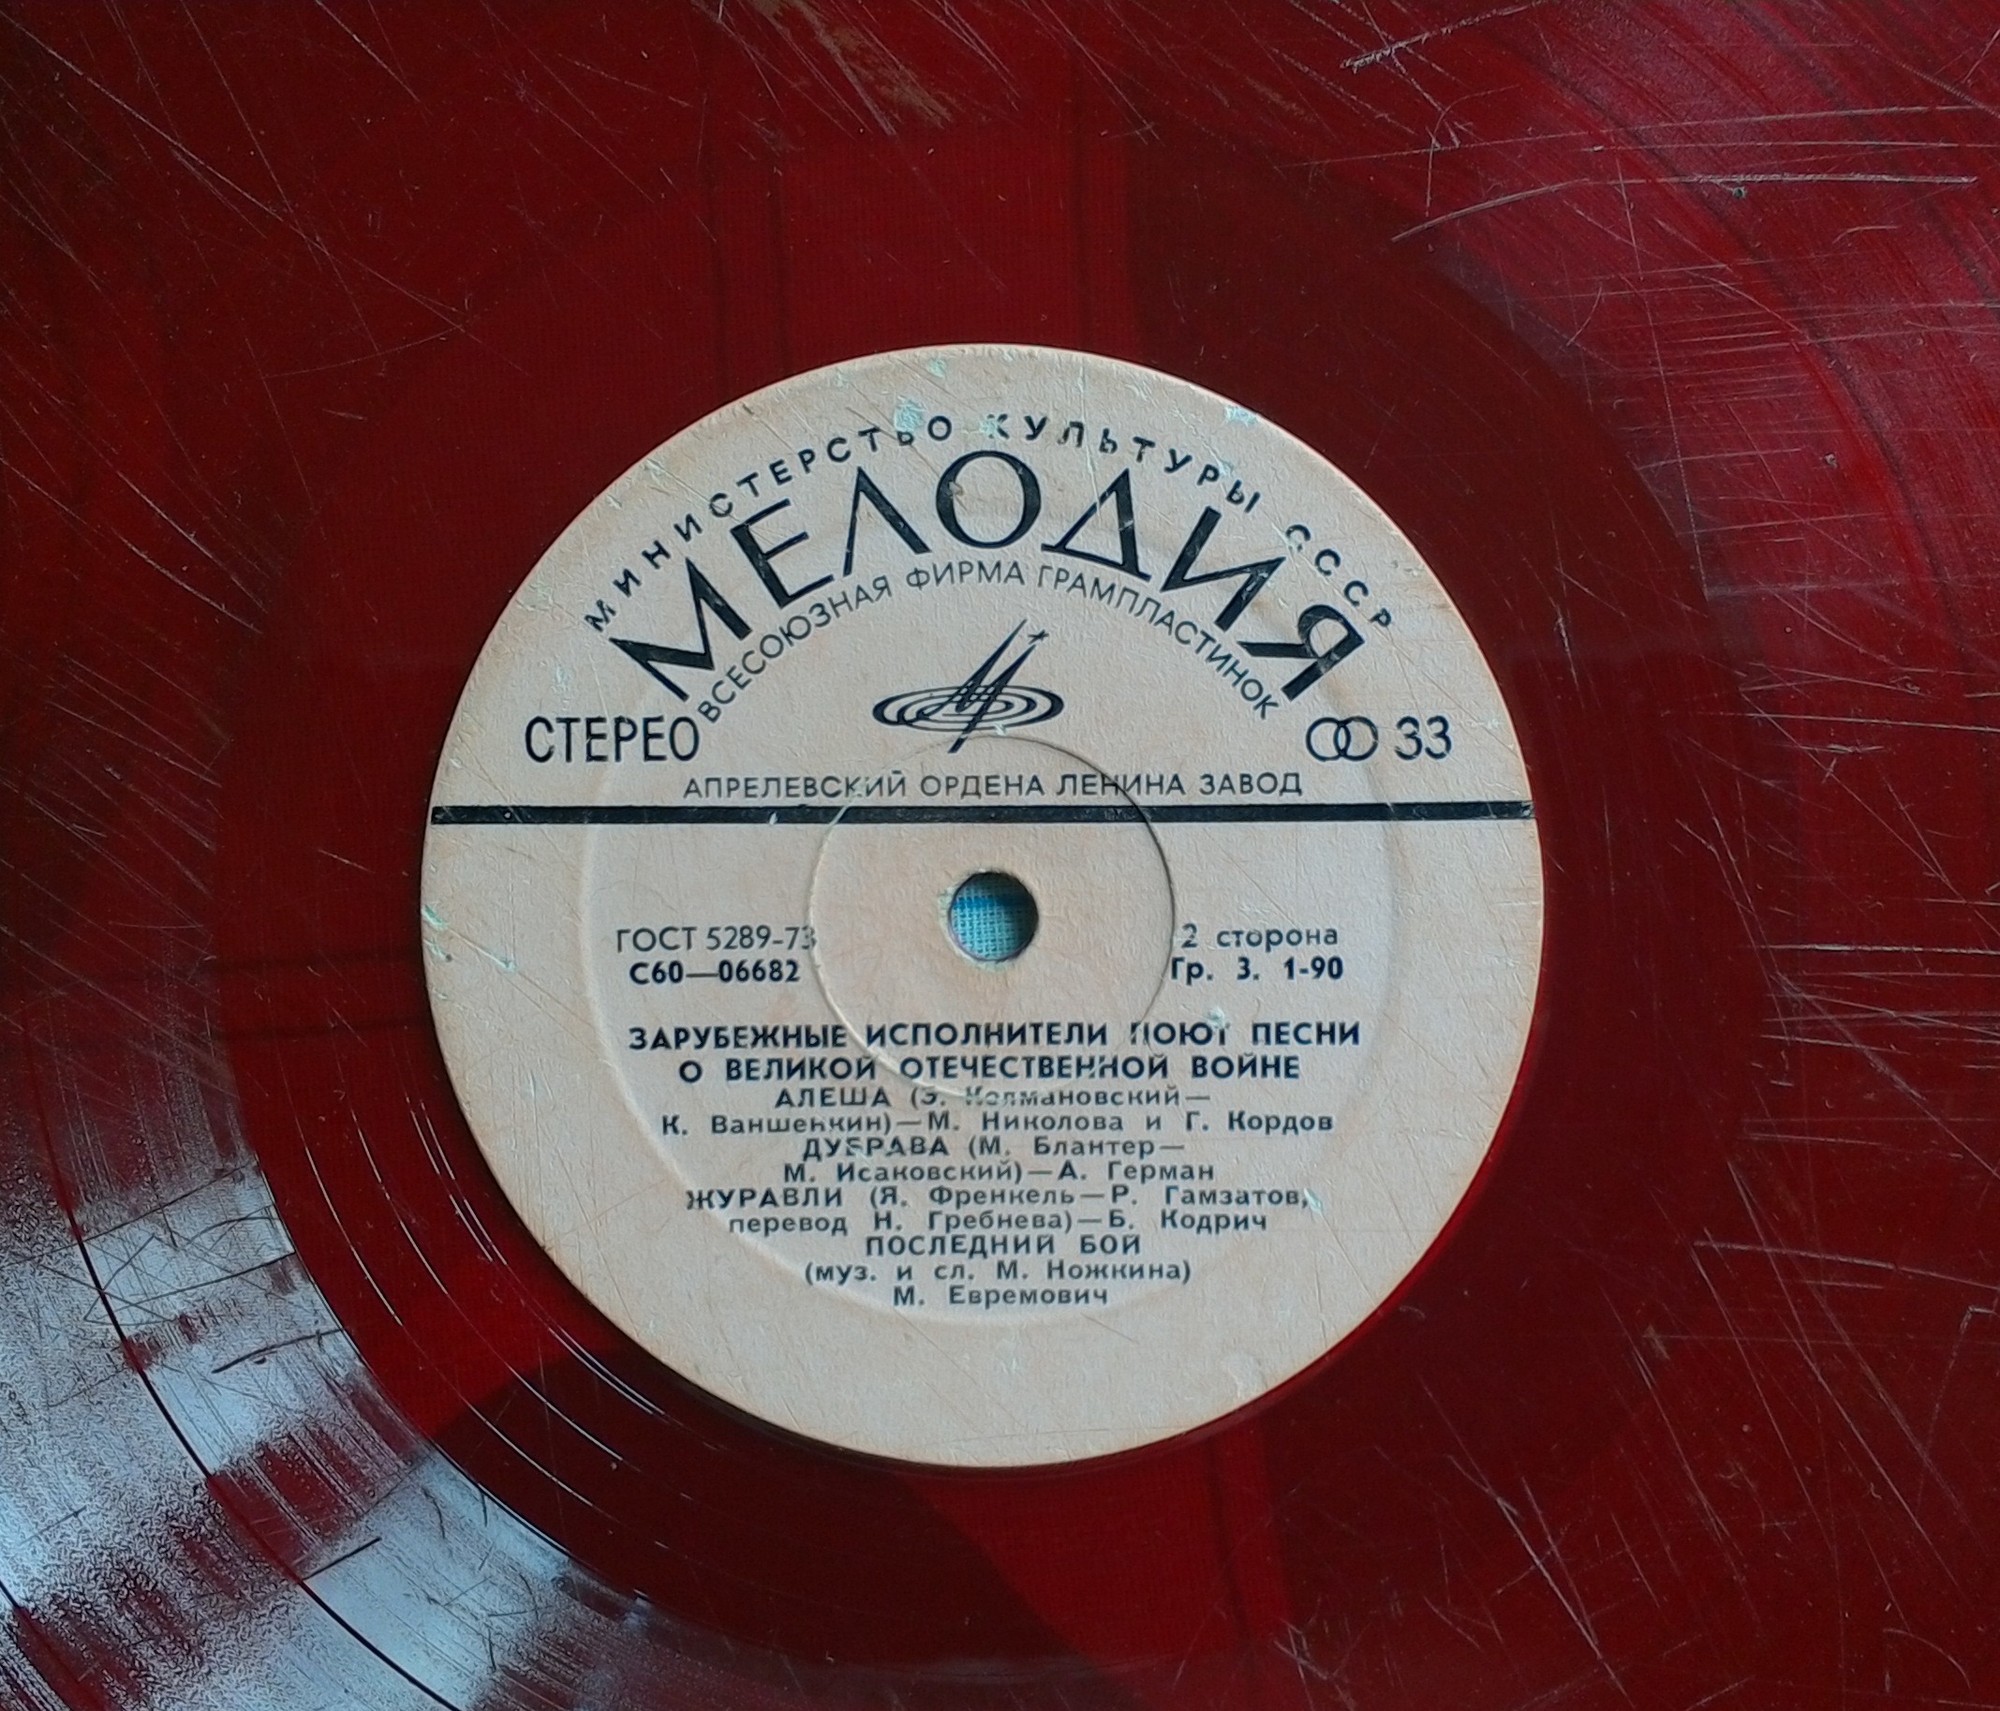 МИНИСТЕРСТВО КУЛЬТУРЫ СССР
МЕЛОДИЯ
ВСЕСОЮЗНАЯ ФИРМА ГРАМПЛАСТИНОК
СТЕРЕО
33
АПРЕЛЕВСКИЙ ОРДЕНА ЛЕНИНА ЗАВОД
ГОСТ 5289-73
2 сторона
С60—06682
Гр. 3. 1-90
ЗАРУБЕЖНЫЕ ИСПОЛНИТЕЛИ ПОЮТ ПЕСНИ
О ВЕЛИКОЙ ОТЕЧЕСТВЕННОЙ ВОЙНЕ
АЛЕША (Э. Колмановский—
К. Ваншенкин)—М. Николова и Г. Кордов
ДУБРАВА (М. Блантер—
М. Исаковский)—А. Герман
ЖУРАВЛИ (Я. Френкель—Р. Гамзатов,
перевод Н. Гребнева)—Б. Кодрич
ПОСЛЕДНИЙ БОЙ
(муз. и сл. М. Ножкина)
М. Евремович